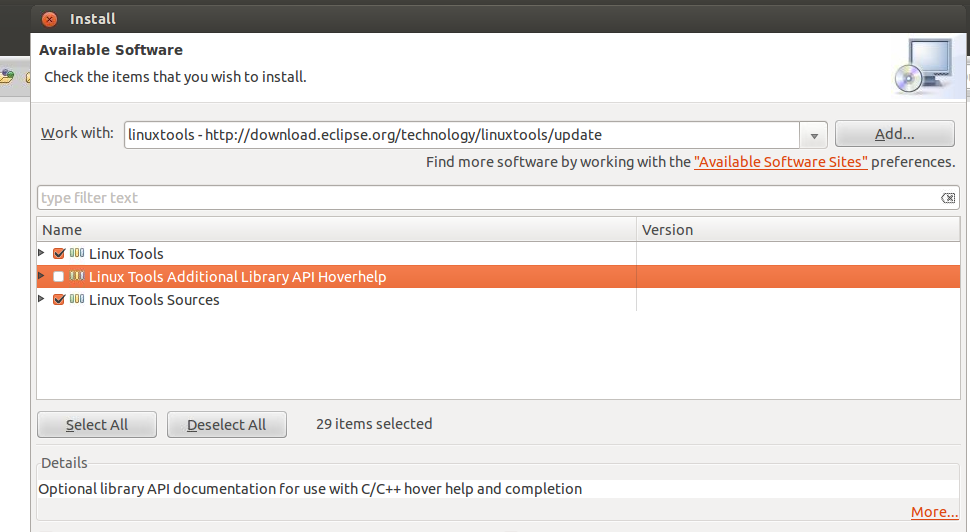 Install
Available Software
Check the items that you wish to install.
Work with: linuxtools - http://download.eclipse.org/technology/linuxtools/update Add...
Find more software by working with the "Available Software Sites" preferences.
type filter text
Name Version
Linux Tools
Linux Tools Additional Library API Hoverhelp
Linux Tools Sources
Select All Deselect All 29 items selected
Details
Optional library API documentation for use with C/C++ hover help and completion
More...